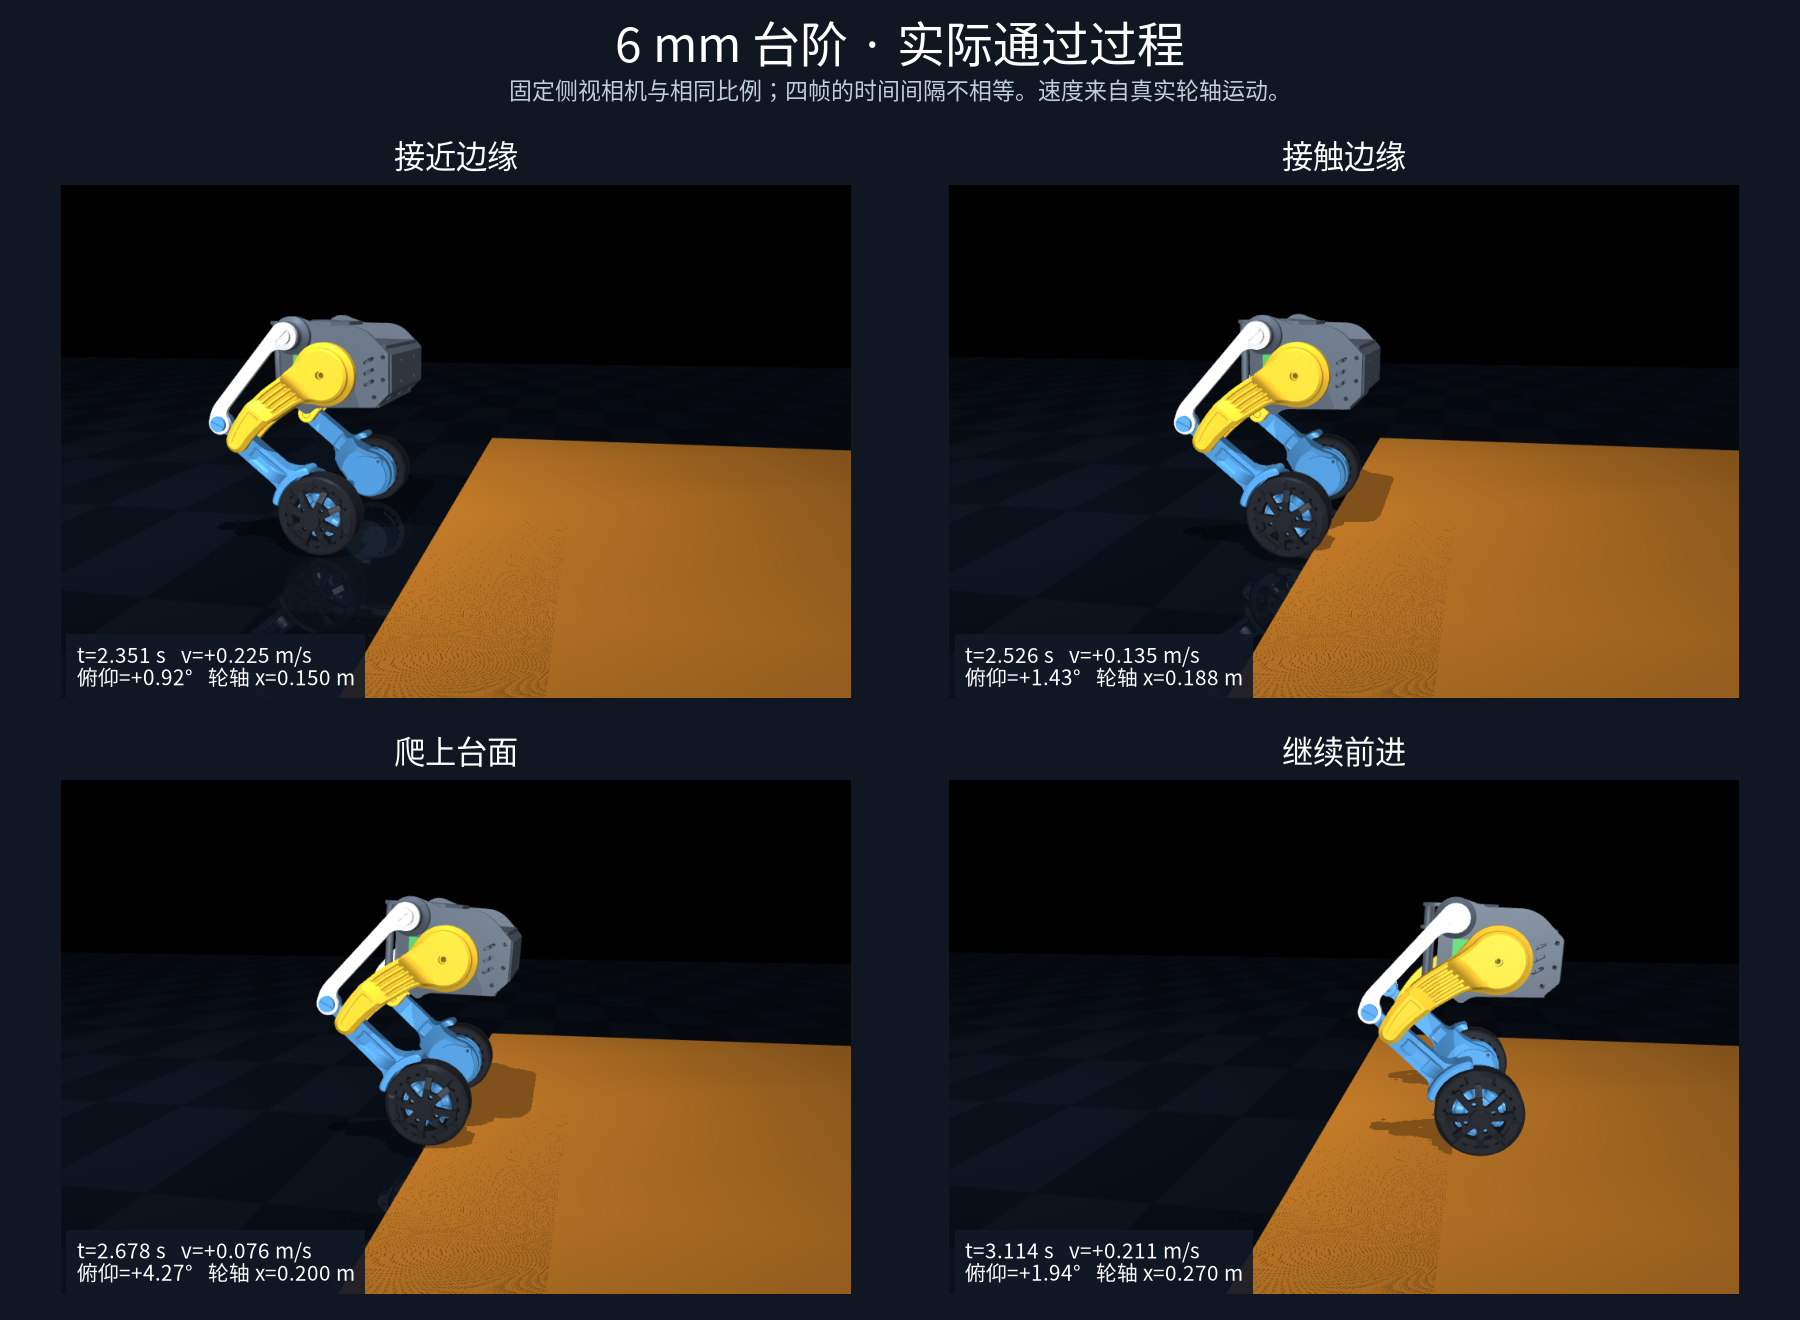 6 mm 台阶 · 实际通过过程
固定侧视相机与相同比例；四帧的时间间隔不相等。速度来自真实轮轴运动。
接近边缘
t=2.351 s v=+0.225 m/s
俯仰=+0.92° 轮轴 x=0.150 m
接触边缘
t=2.526 s v=+0.135 m/s
俯仰=+1.43° 轮轴 x=0.188 m
爬上台面
t=2.678 s v=+0.076 m/s
俯仰=+4.27° 轮轴 x=0.200 m
继续前进
t=3.114 s v=+0.211 m/s
俯仰=+1.94° 轮轴 x=0.270 m